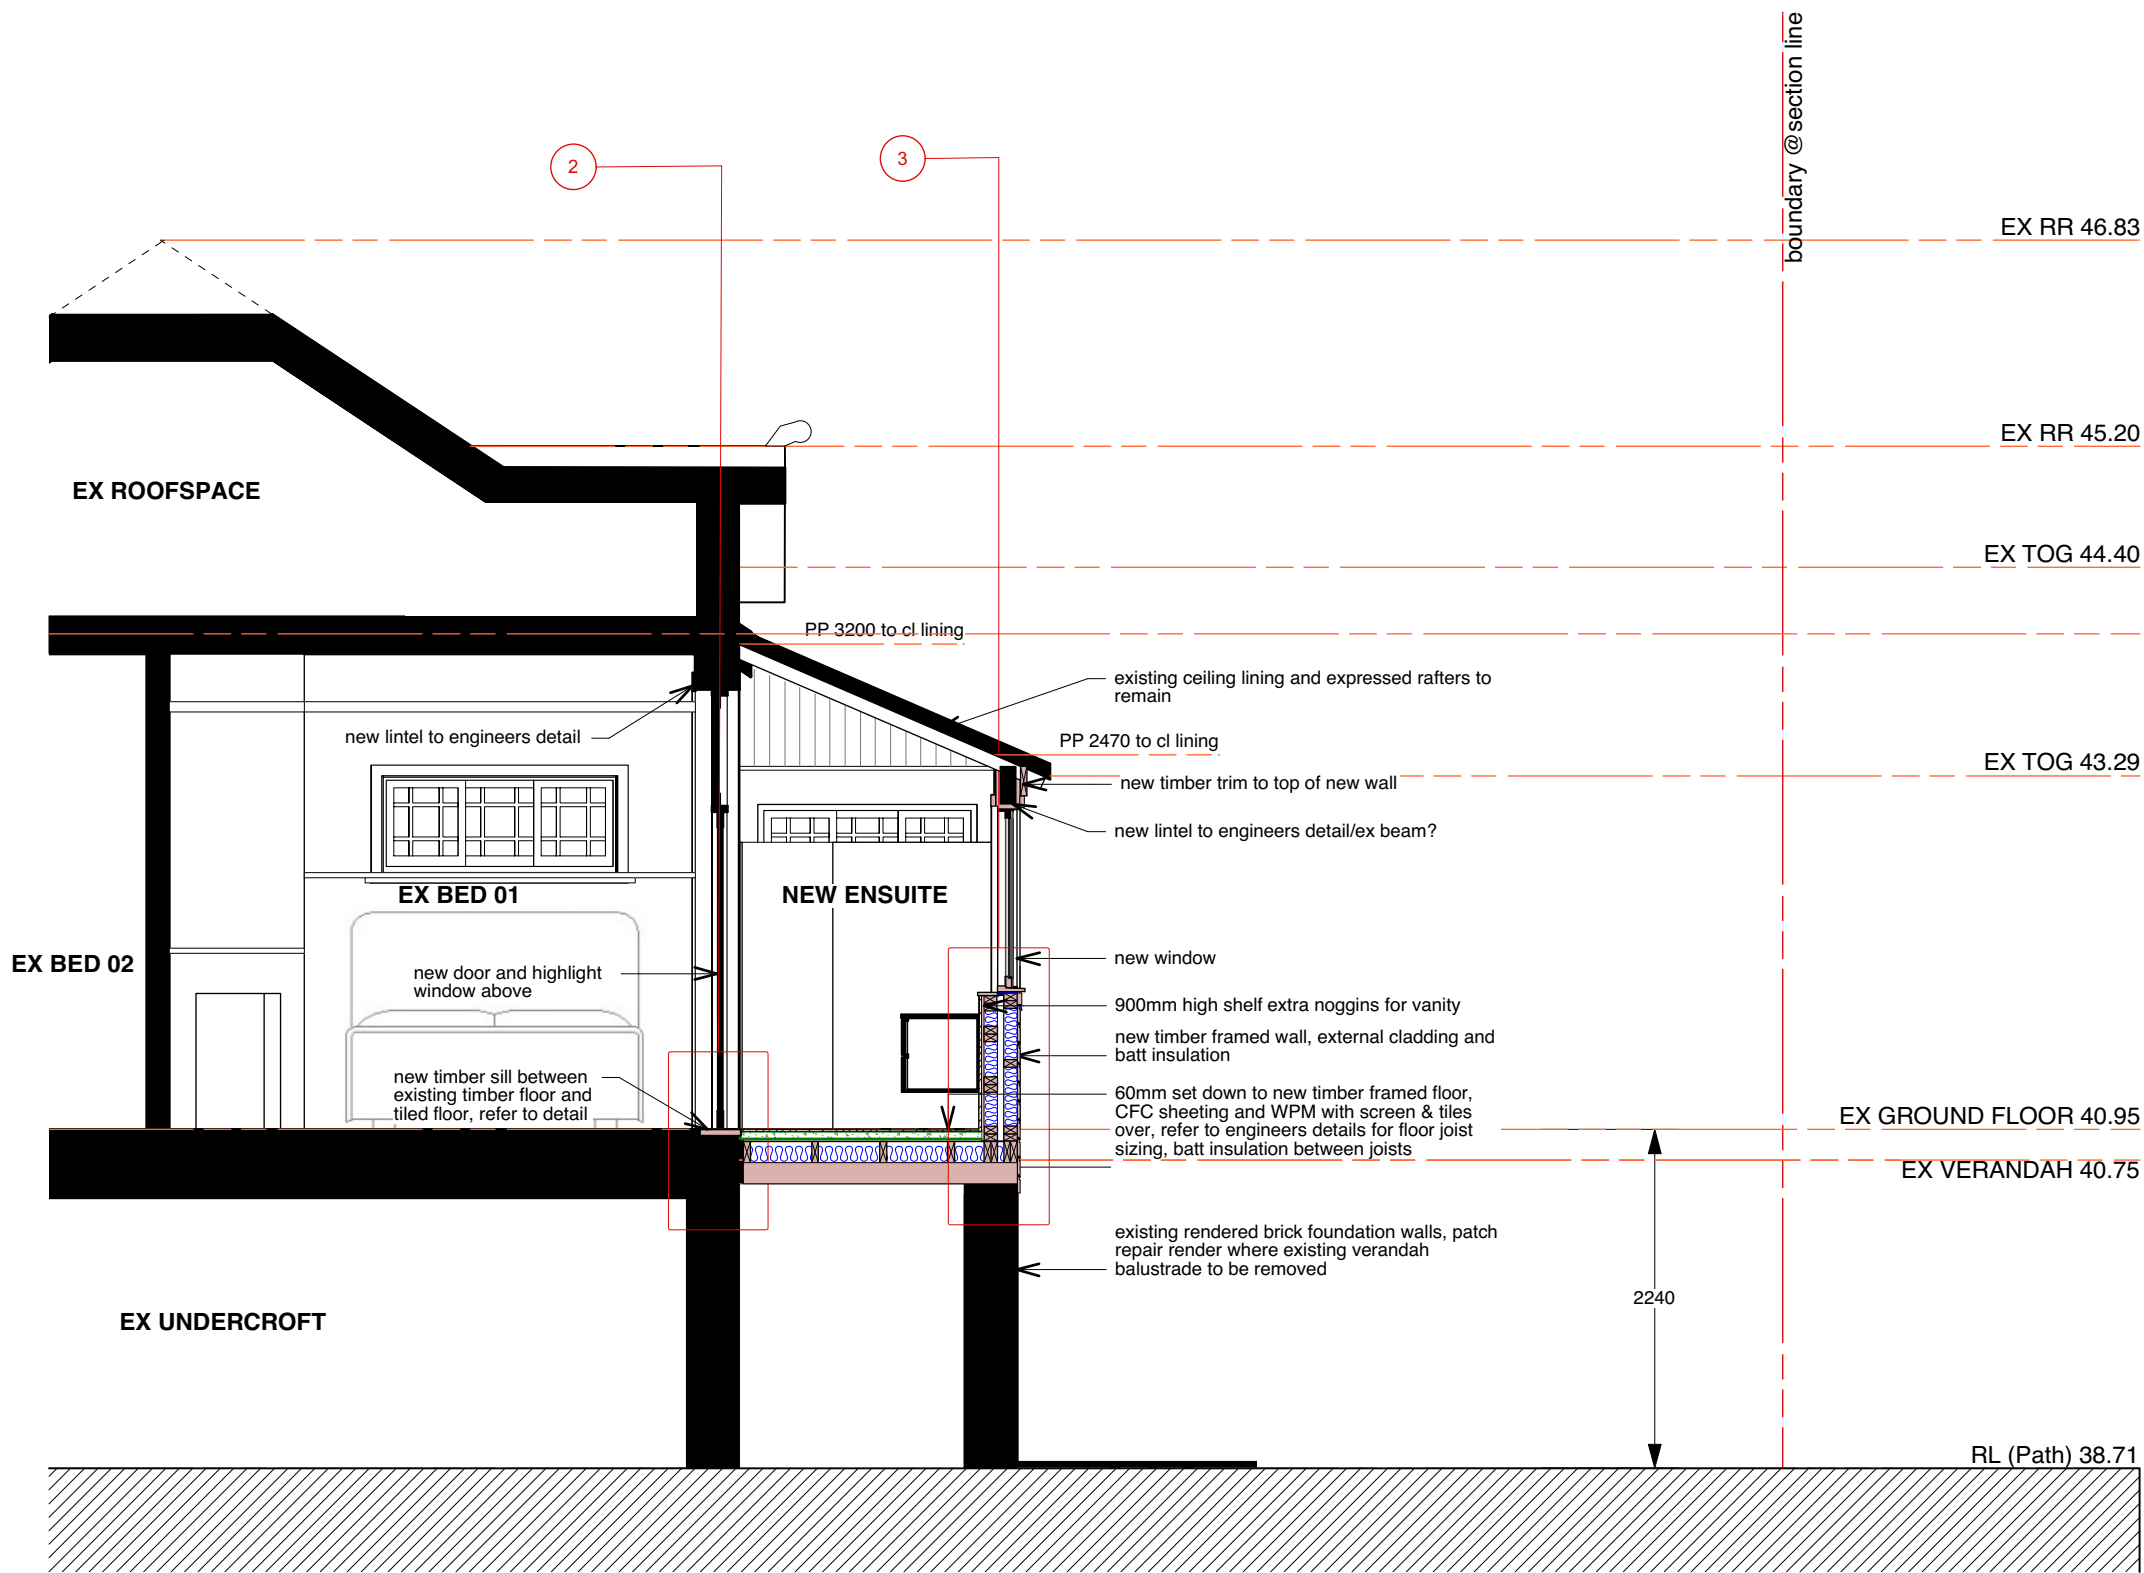 boundary @section line
2
3
EX RR 46.83
EX RR 45.20
EX ROOFSPACE
EX TOG 44.40
PP 3200 to cl lining
existing ceiling lining and expressed rafters to
remain
new lintel to engineers detail
PP 2470 to cl lining
EX TOG 43.29
new timber trim to top of new wall
new lintel to engineers detail/ex beam?
EX BED 01
NEW ENSUITE
EX BED 02
new door and highlight
window above
new window
900mm high shelf extra noggins for vanity
new timber framed wall, external cladding and
batt insulation
new timber sill between
existing timber floor and
tiled floor, refer to detail
60mm set down to new timber framed floor,
CFC sheeting and WPM with screen & tiles
over, refer to engineers details for floor joist
sizing, batt insulation between joists
EX GROUND FLOOR 40.95
EX VERANDAH 40.75
existing rendered brick foundation walls, patch
repair render where existing verandah
balustrade to be removed
2240
EX UNDERCROFT
RL (Path) 38.71